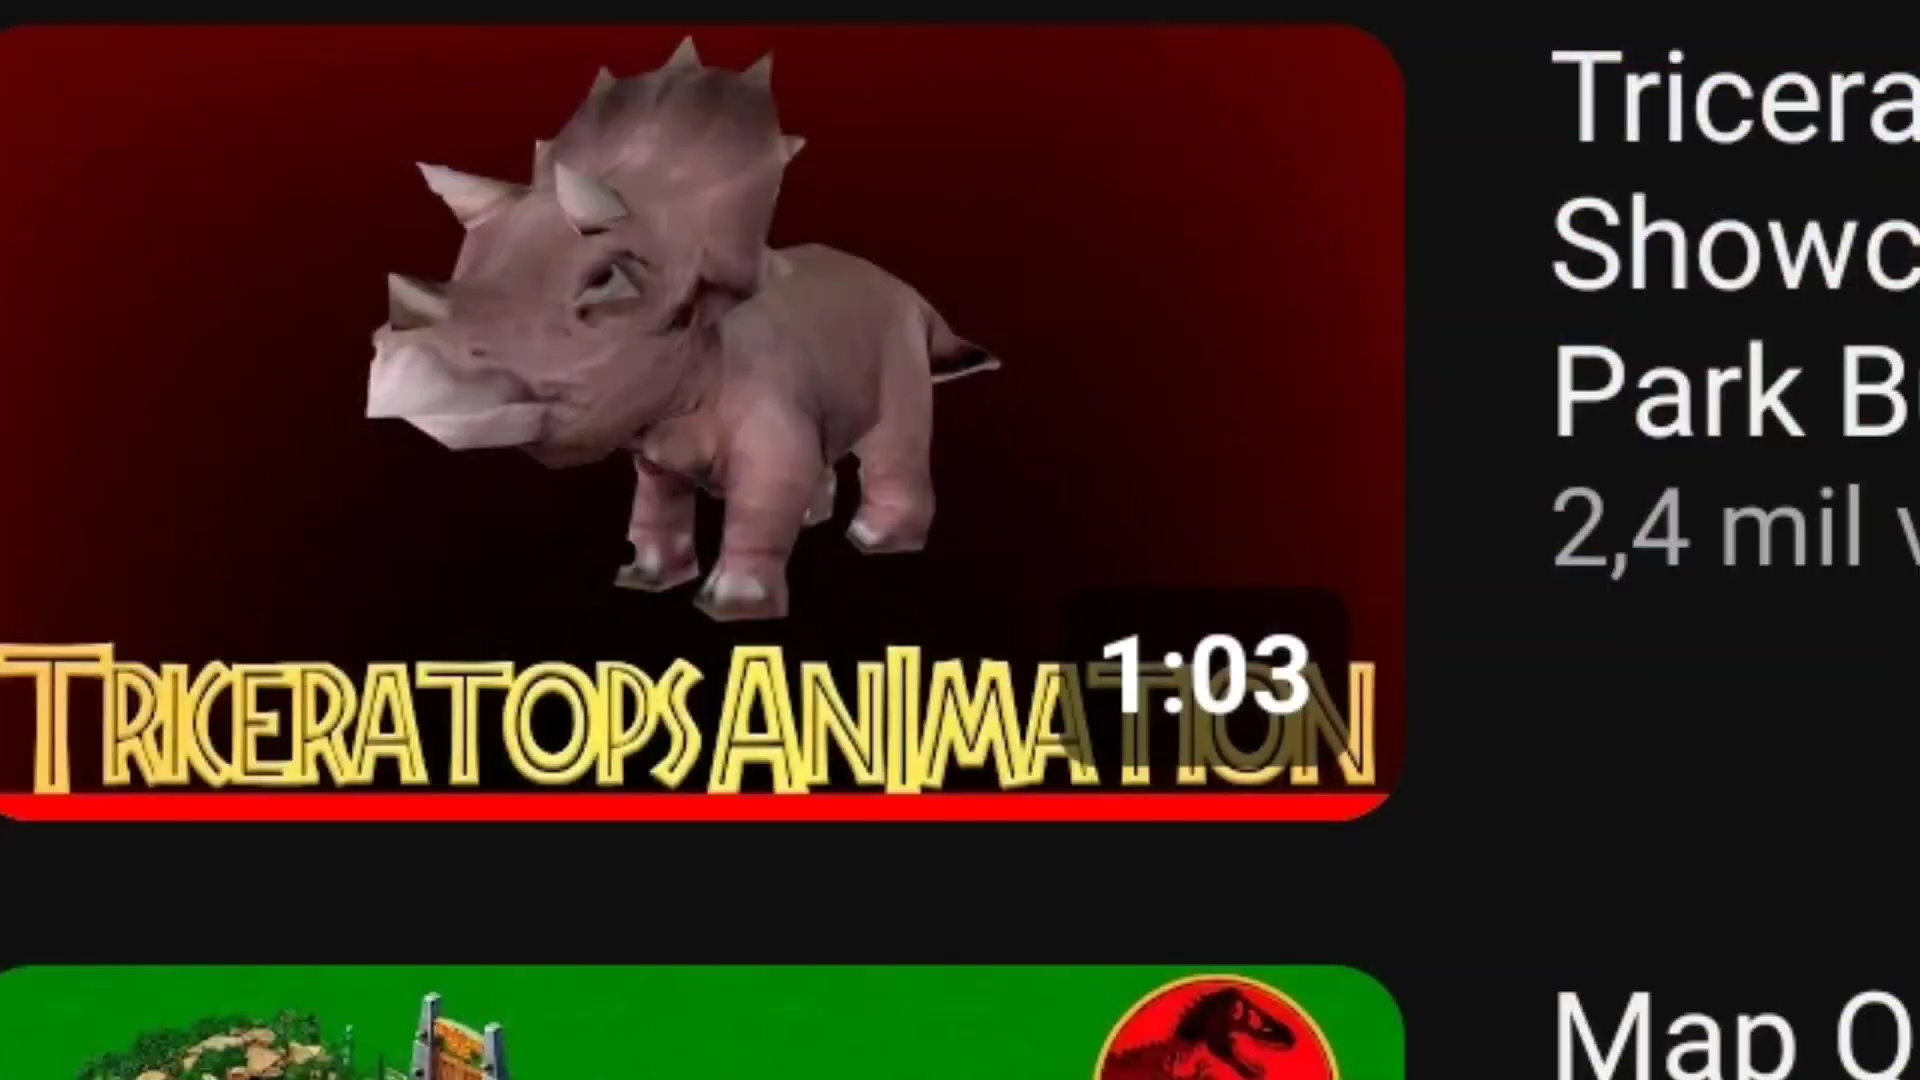 Tricera
Showc
Park B
2,4 mil v
TRICERATOPS ANIMATION
1:03
Map O